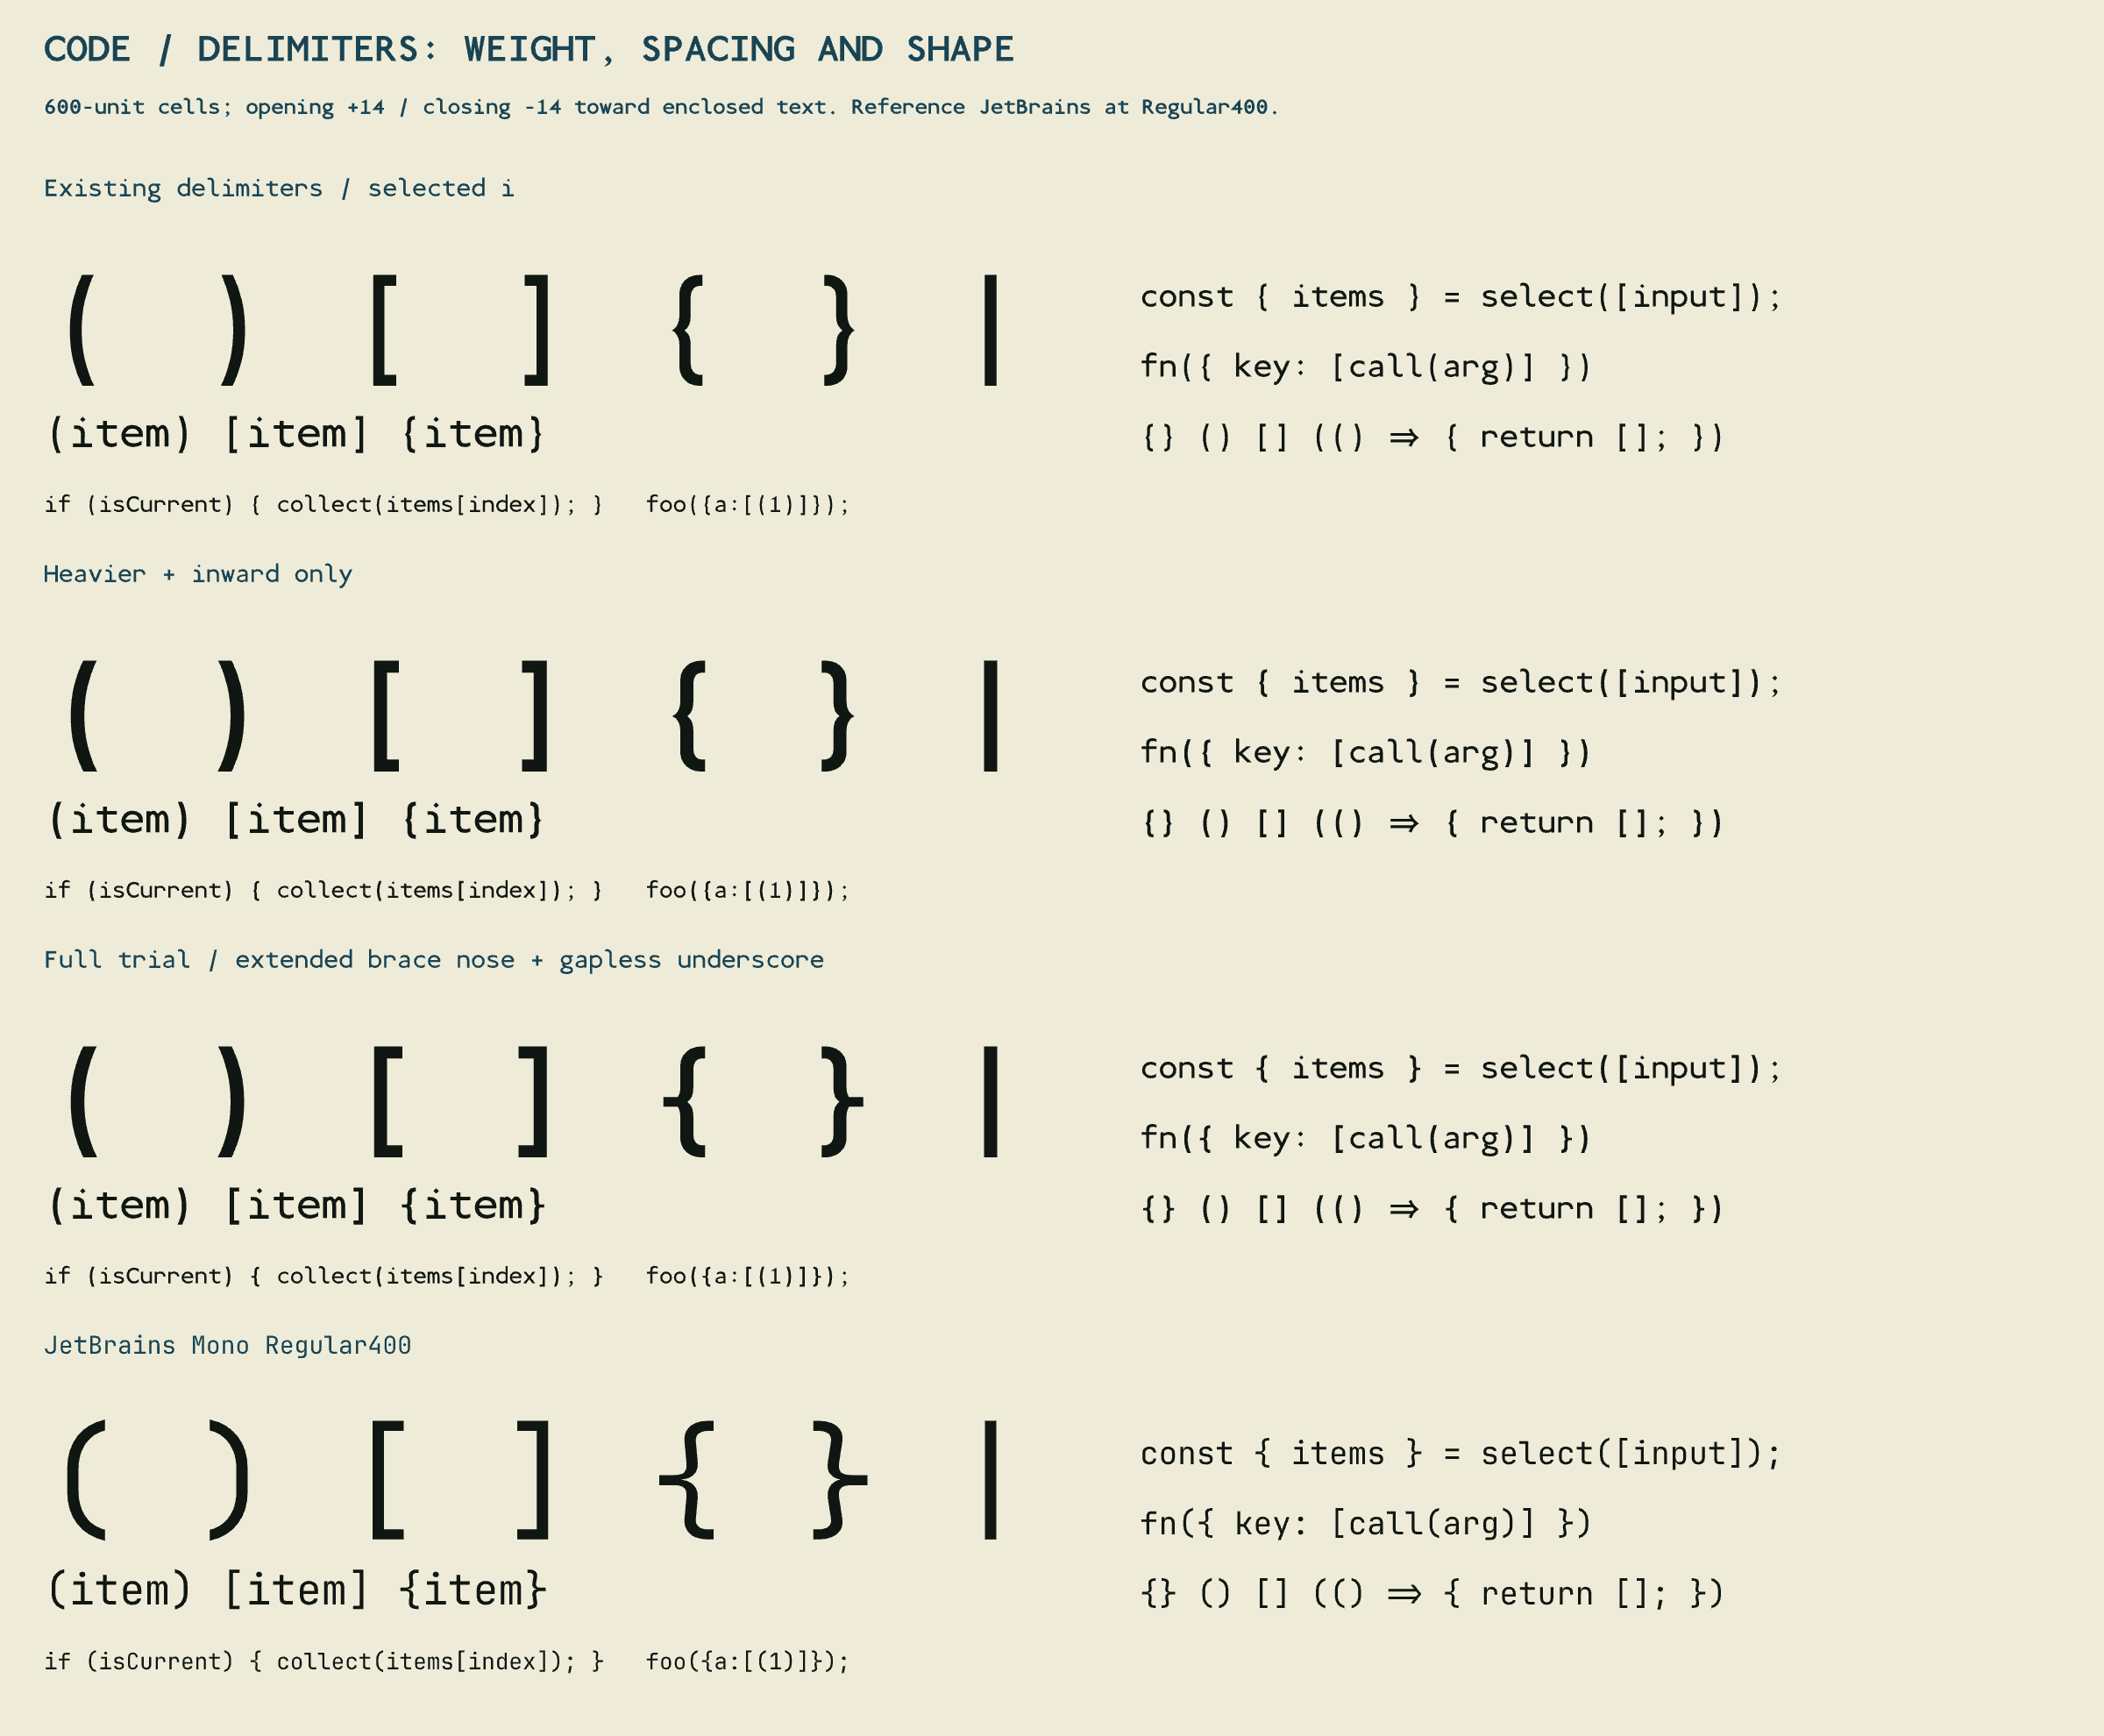 CODE / DELIMITERS: WEIGHT, SPACING AND SHAPE
600-unit cells; opening +14 / closing -14 toward enclosed text. Reference JetBrains at Regular400.
Existing delimiters / selected i
( ) [ ] { } |
(item) [item] {item}
if (isCurrent) { collect(items[index]); }   foo({a:[(1)]});
const { items } = select([input]);
fn({ key: [call(arg)] })
{} () [] (() => { return []; })
Heavier + inward only
( ) [ ] { } |
(item) [item] {item}
if (isCurrent) { collect(items[index]); }   foo({a:[(1)]});
const { items } = select([input]);
fn({ key: [call(arg)] })
{} () [] (() => { return []; })
Full trial / extended brace nose + gapless underscore
( ) [ ] { } |
(item) [item] {item}
if (isCurrent) { collect(items[index]); }   foo({a:[(1)]});
const { items } = select([input]);
fn({ key: [call(arg)] })
{} () [] (() => { return []; })
JetBrains Mono Regular400
( ) [ ] { } |
(item) [item] {item}
if (isCurrent) { collect(items[index]); }   foo({a:[(1)]});
const { items } = select([input]);
fn({ key: [call(arg)] })
{} () [] (() => { return []; })